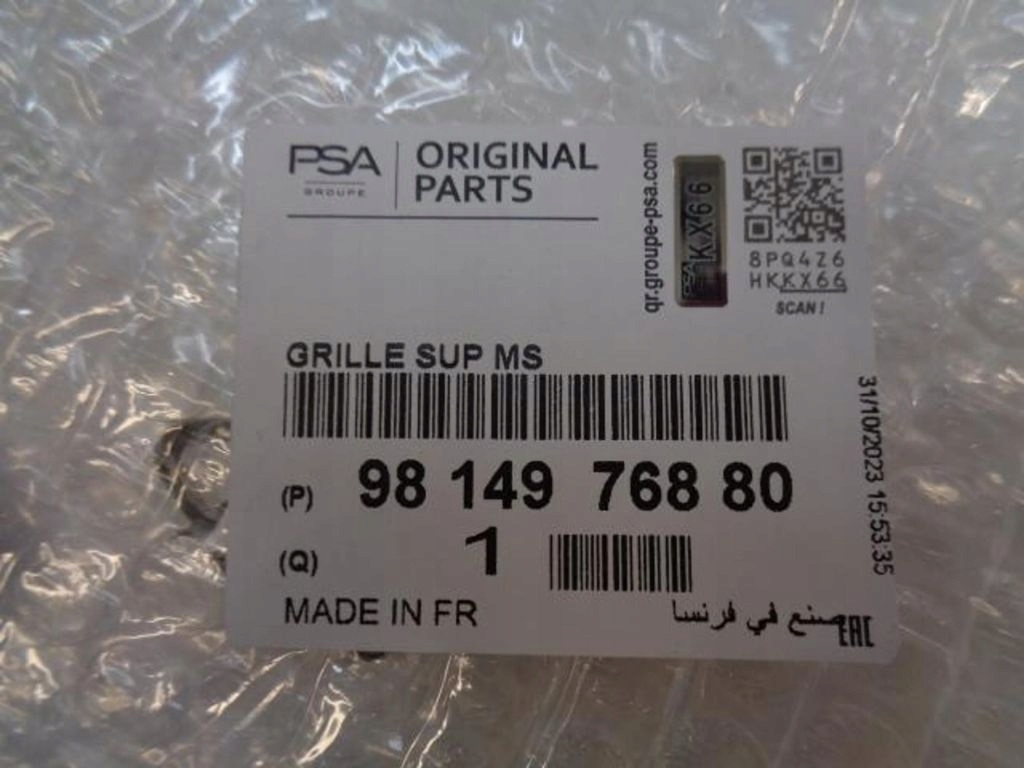 PSA
GROUPE
ORIGINAL
PARTS
qr.groupe-psa.com
PSA
KX66
8PQ4Z6
HKKX66
SCAN!
GRILLE SUP MS
31/10/2023 15:53:35
(P) 98 149 768 80
(Q) 1
MADE IN FR
صنع في فرنسا
EAC